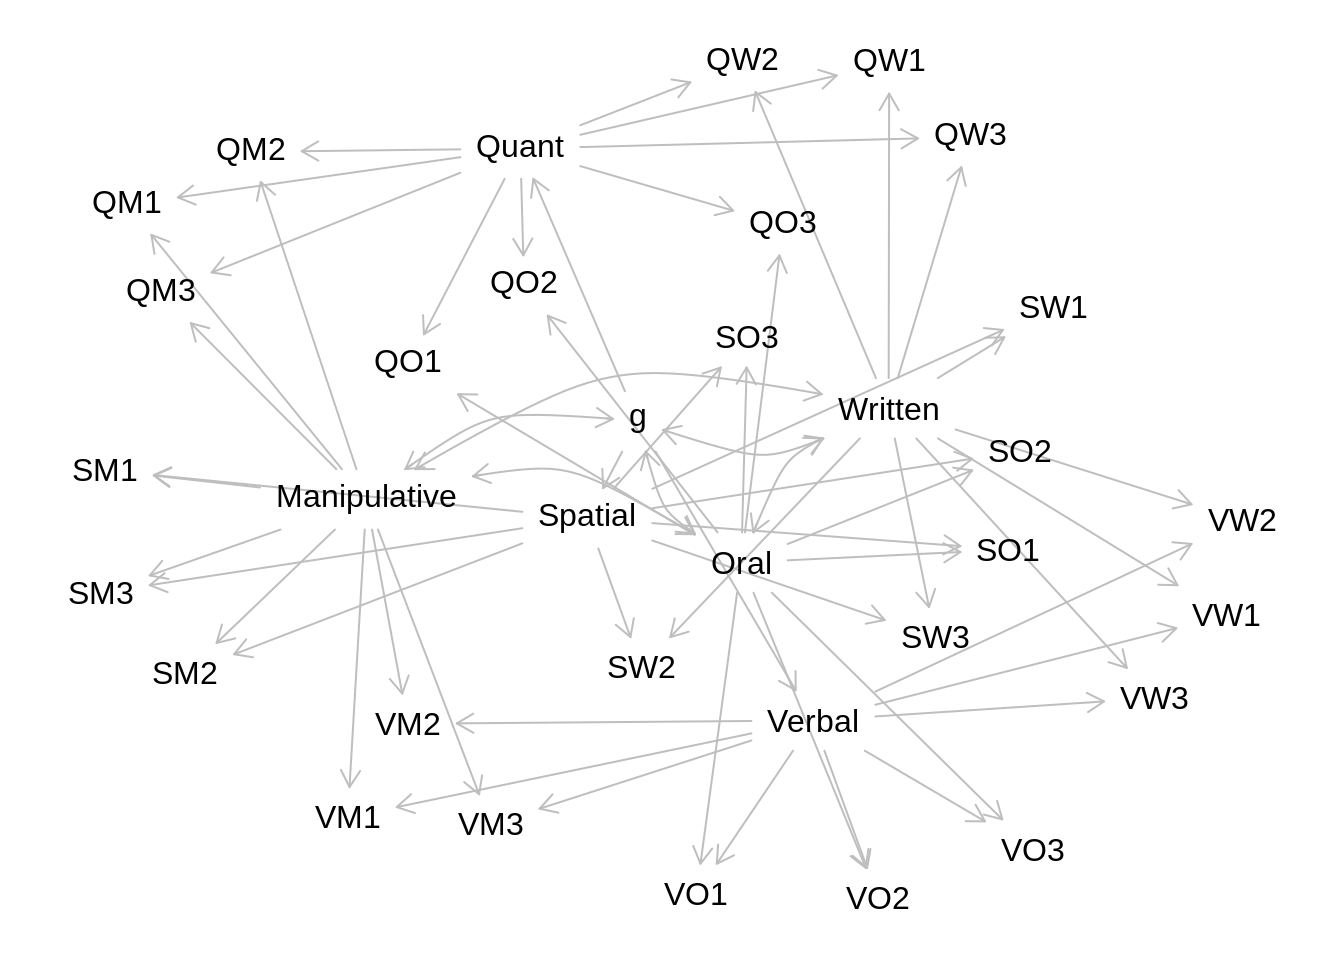 QW2
QW1
QW3
Quant
QM2
QM1
QO3
QO2
QM3
SW1
SO3
QO1
Written
g
SO2
SM1
Manipulative
Spatial
VW2
SO1
Oral
SM3
VW1
SW3
SW2
SM2
VW3
Verbal
VM2
VM1
VM3
VO3
VO1
VO2